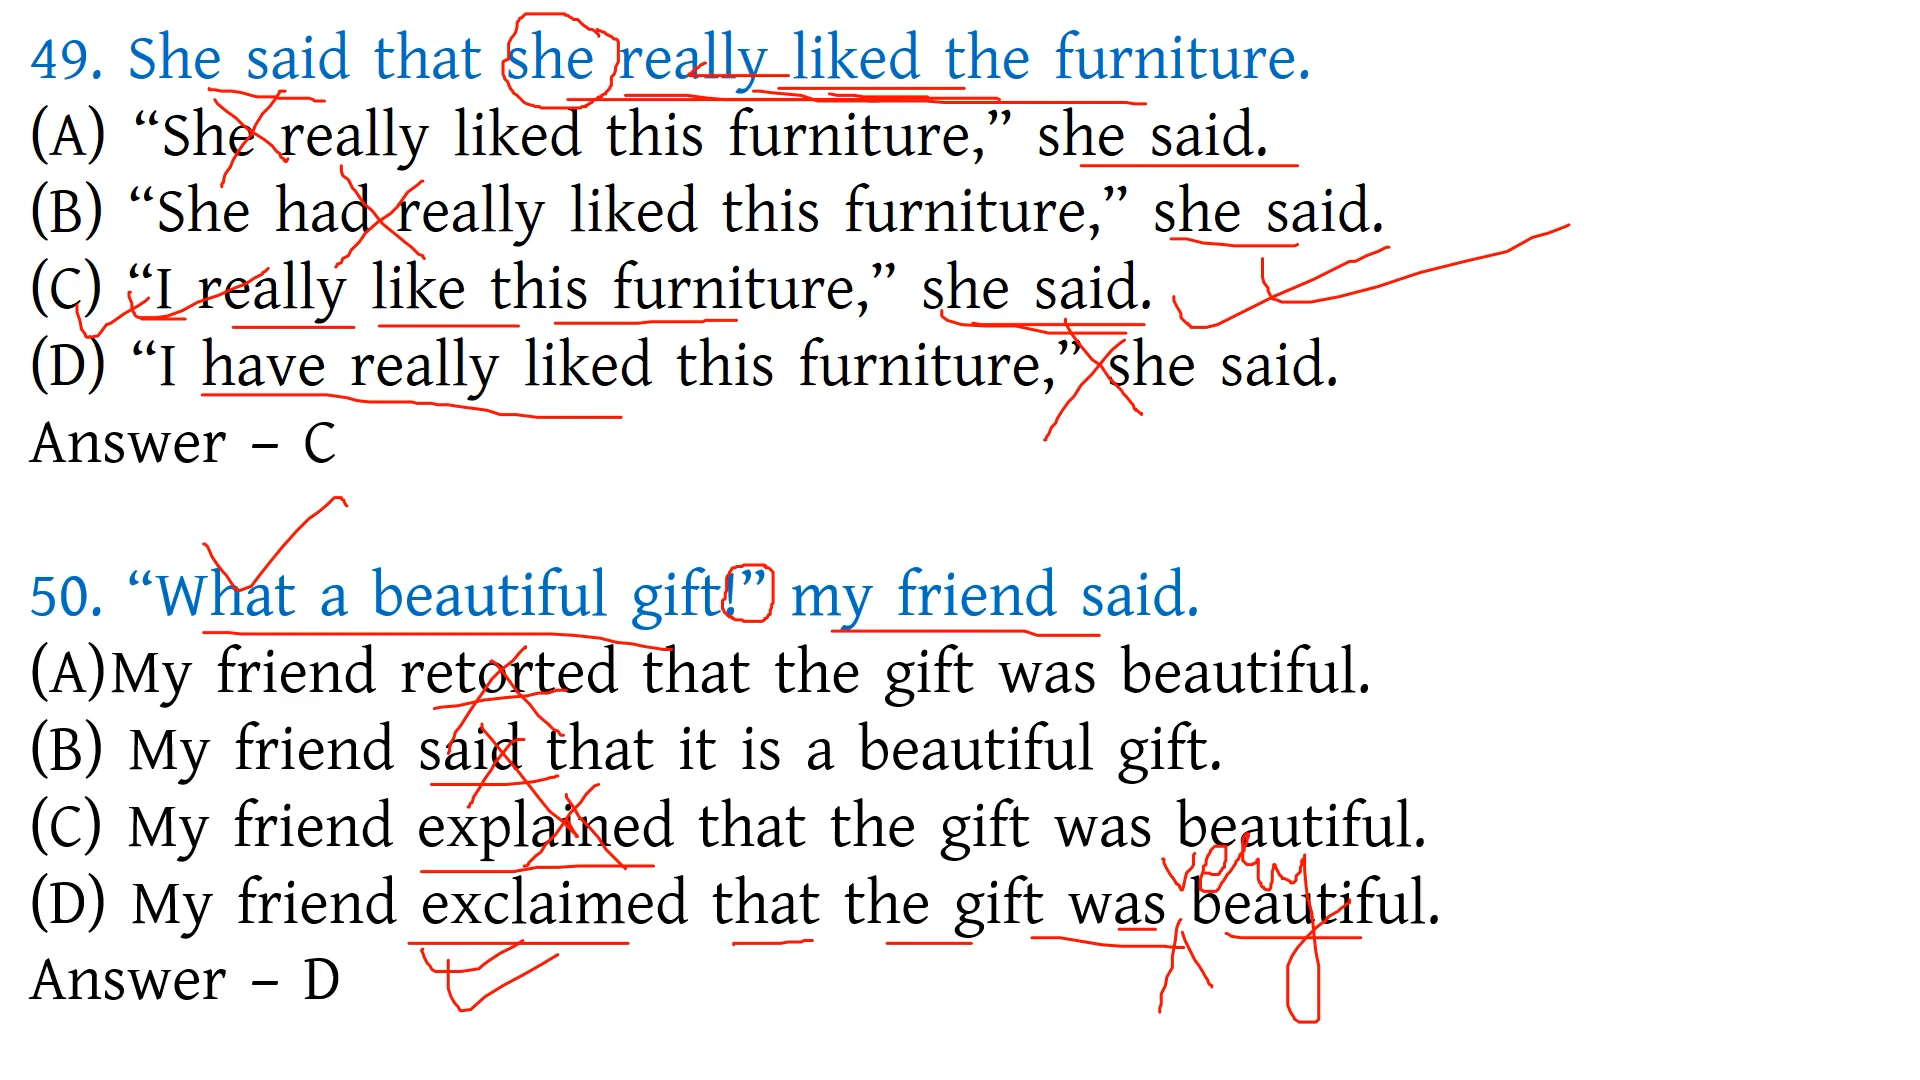 49. She said that she really liked the furniture.
(A) “She really liked this furniture,” she said.
(B) “She had really liked this furniture,” she said.
(C) “I really like this furniture,” she said.
(D) “I have really liked this furniture,” she said.
Answer – C
50. “What a beautiful gift!” my friend said.
(A)My friend retorted that the gift was beautiful.
(B) My friend said that it is a beautiful gift.
(C) My friend explained that the gift was beautiful.
very
(D) My friend exclaimed that the gift was beautiful.
Answer – D